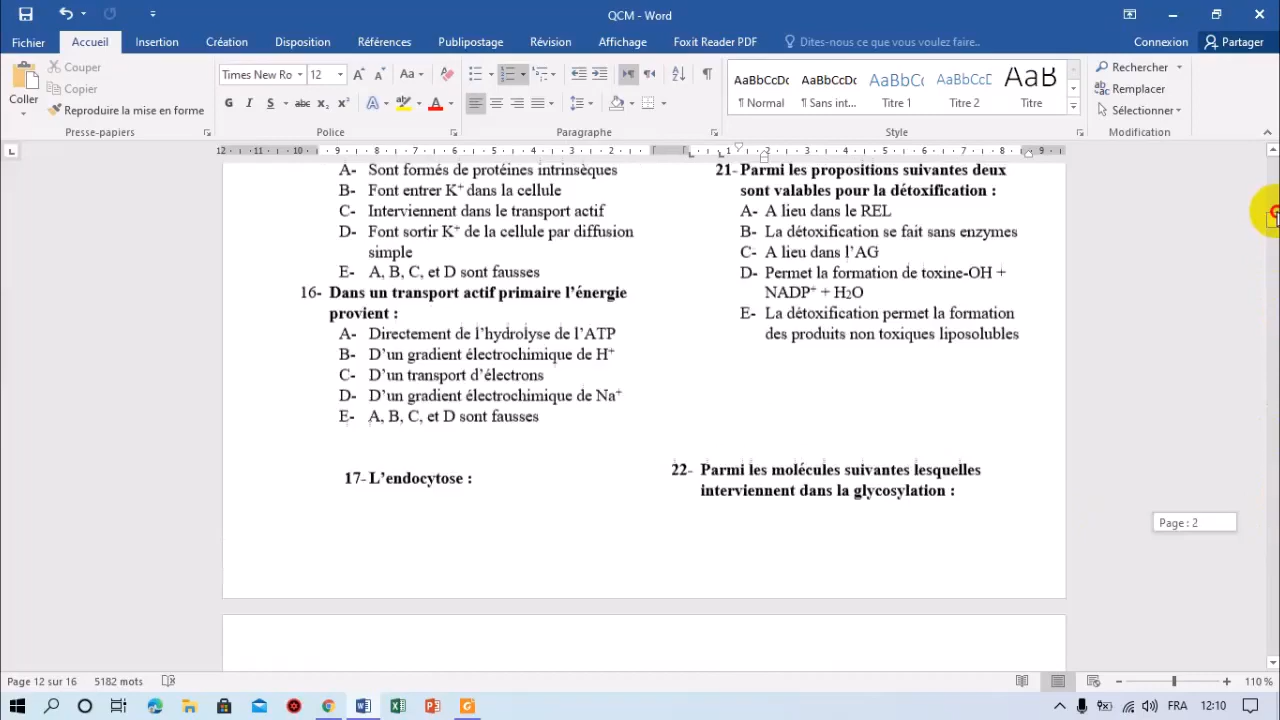 QCM - Word
Fichier Accueil Insertion Création Disposition Références Publipostage Révision Affichage Foxit Reader PDF Dites-nous ce que vous voulez faire.. Connexion Partager
Coller
Couper
Copier
Reproduire la mise en forme
Presse-papiers
Times New Ro 12
Police
Paragraphe
AaBbCcDc AaBbCcDc AaBbCc AaBbCcD AaB
¶ Normal ¶ Sans int... Titre 1 Titre 2 Titre
Style
Rechercher
Remplacer
Sélectionner
Modification
A- Sont formés de protéines intrinsèques
B- Font entrer K⁺ dans la cellule
C- Interviennent dans le transport actif
D- Font sortir K⁺ de la cellule par diffusion
simple
E- A, B, C, et D sont fausses
16- Dans un transport actif primaire l'énergie
provient :
A- Directement de l'hydrolyse de l'ATP
B- D'un gradient électrochimique de H⁺
C- D'un transport d'électrons
D- D'un gradient électrochimique de Na⁺
E- A, B, C, et D sont fausses
17- L'endocytose :
21- Parmi les propositions suivantes deux
sont valables pour la détoxification :
A- A lieu dans le REL
B- La détoxification se fait sans enzymes
C- A lieu dans l'AG
D- Permet la formation de toxine-OH +
NADP⁺ + H2O
E- La détoxification permet la formation
des produits non toxiques liposolubles
22- Parmi les molécules suivantes lesquelles
interviennent dans la glycosylation :
Page : 2
Page 12 sur 16 5182 mots 110 %
FRA 12:10